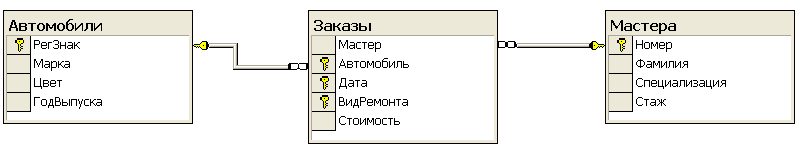 Автомобили
РегЗнак
Марка
Цвет
ГодВыпуска
Заказы
Мастер
Автомобиль
Дата
ВидРемонта
Стоимость
Мастера
Номер
Фамилия
Специализация
Стаж